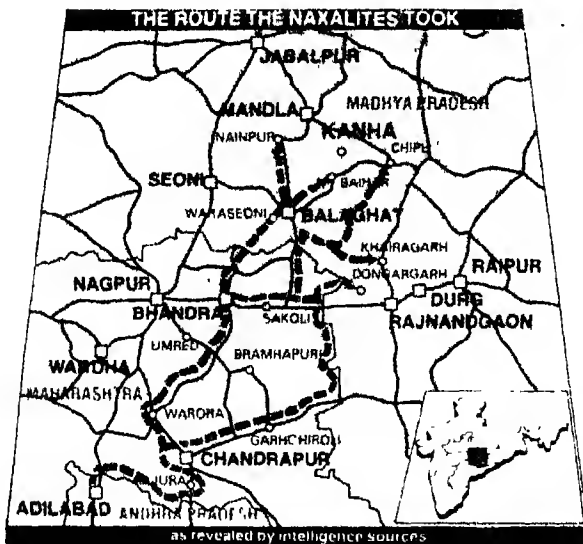 THE ROUTE THE NAXALITES TOOK
JABALPUR
MANDLA
MADHYA PRADESH
KANHA
NAINPUR
CHIPI
SEONI
BAIHAR
WARASEONI
BALAGHAT
KHAIRAGARH
DONGARGARH
RAIPUR
NAGPUR
BHANDRA
DURG
SAKOLI
RAJNANDGAON
UMRED
BRAMHAPURI
WARDHA
MAHARASHTRA
WARORA
GARHCHIROLI
CHANDRAPUR
JURA
ADILABAD
ANDHRA PRADESH
as revealed by intelligence sources